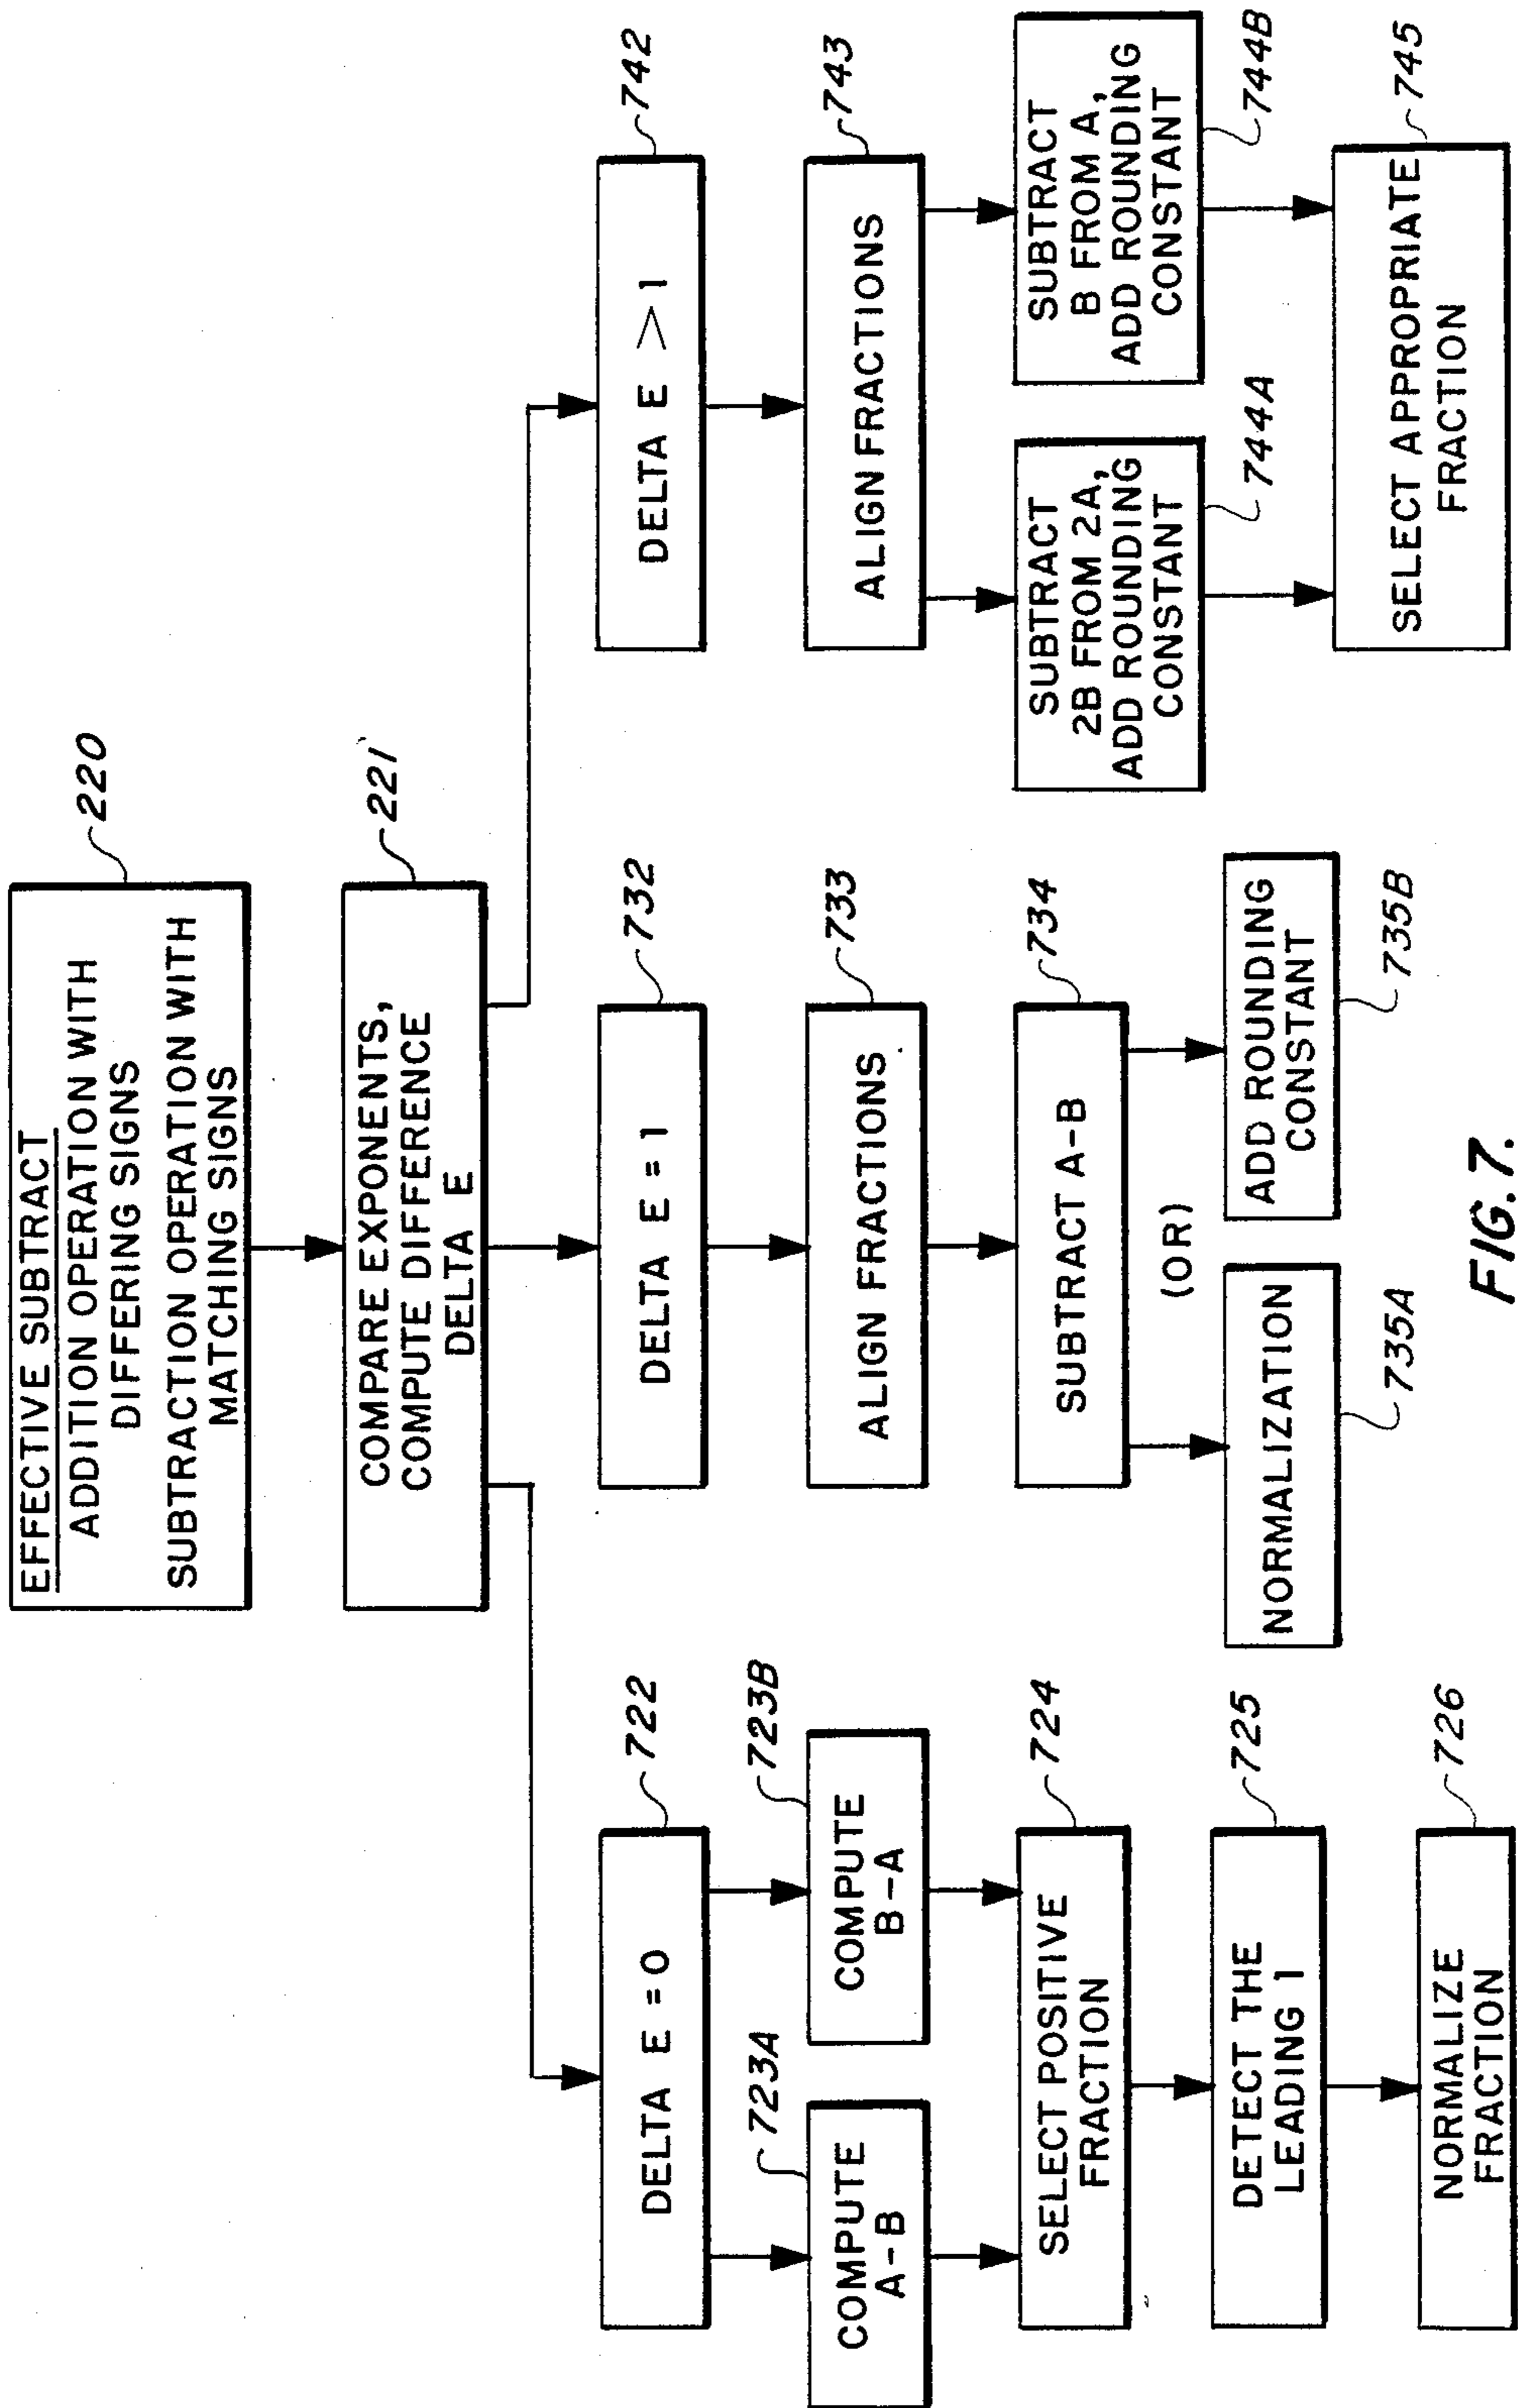 EFFECTIVE SUBTRACT
ADDITION OPERATION WITH
DIFFERING SIGNS
SUBTRACTION OPERATION WITH
MATCHING SIGNS
220
COMPARE EXPONENTS,
COMPUTE DIFFERENCE
DELTA E
221
DELTA E = 0
722
COMPUTE
A-B
723A
COMPUTE
B-A
723B
SELECT POSITIVE
FRACTION
724
DETECT THE
LEADING 1
725
NORMALIZE
FRACTION
726
DELTA E = 1
732
ALIGN FRACTIONS
733
SUBTRACT A-B
734
(OR)
NORMALIZATION
735A
ADD ROUNDING
CONSTANT
735B
DELTA E > 1
742
ALIGN FRACTIONS
743
SUBTRACT
2B FROM 2A,
ADD ROUNDING
CONSTANT
744A
SUBTRACT
B FROM A,
ADD ROUNDING
CONSTANT
744B
SELECT APPROPRIATE
FRACTION
745
FIG. 7.